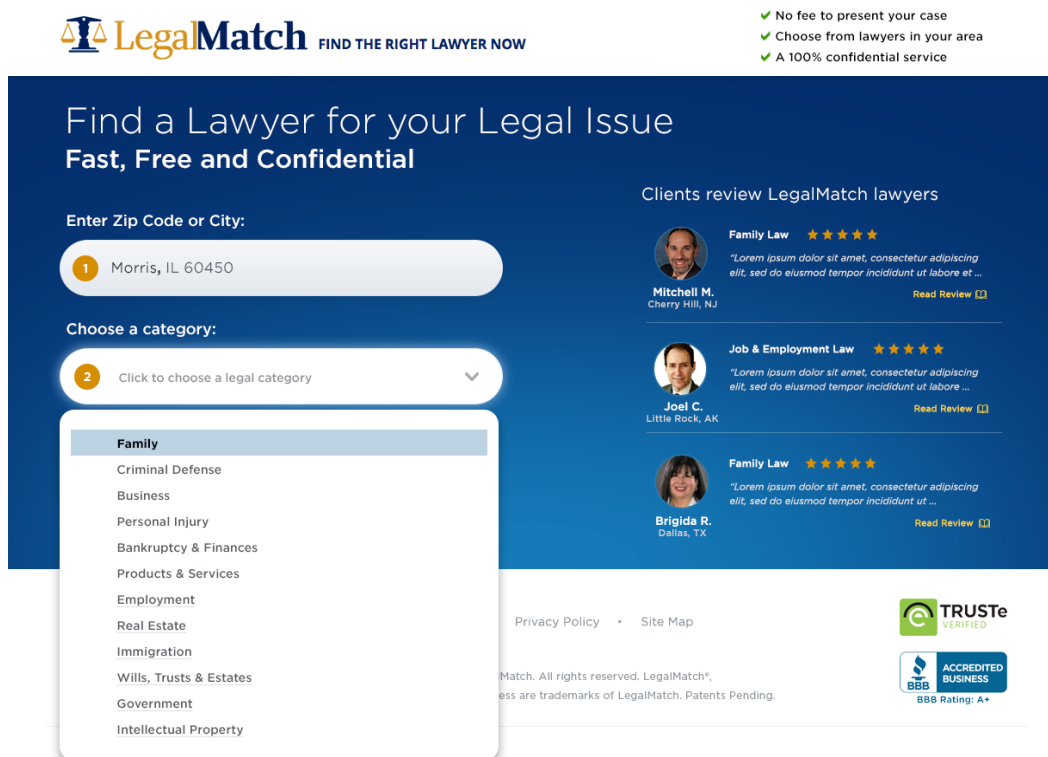 LegalMatch FIND THE RIGHT LAWYER NOW
No fee to present your case
Choose from lawyers in your area
A 100% confidential service
Find a Lawyer for your Legal Issue
Fast, Free and Confidential
Enter Zip Code or City:
1 Morris, IL 60450
Choose a category:
2 Click to choose a legal category
Family
Criminal Defense
Business
Personal Injury
Bankruptcy & Finances
Products & Services
Employment
Real Estate
Immigration
Wills, Trusts & Estates
Government
Intellectual Property
Clients review LegalMatch lawyers
Family Law
"Lorem ipsum dolor sit amet, consectetur adipiscing
elit, sed do eiusmod tempor incididunt ut labore et ...
Read Review
Mitchell M.
Cherry Hill, NJ
Job & Employment Law
"Lorem ipsum dolor sit amet, consectetur adipiscing
elit, sed do eiusmod tempor incididunt ut labore ...
Read Review
Joel C.
Little Rock, AK
Family Law
"Lorem ipsum dolor sit amet, consectetur adipiscing
elit, sed do eiusmod tempor incididunt ut ...
Read Review
Brigida R.
Dallas, TX
Privacy Policy • Site Map
Match. All rights reserved. LegalMatch®,
ess are trademarks of LegalMatch. Patents Pending.
e TRUSTe
VERIFIED
BBB ACCREDITED
BUSINESS
BBB Rating: A+